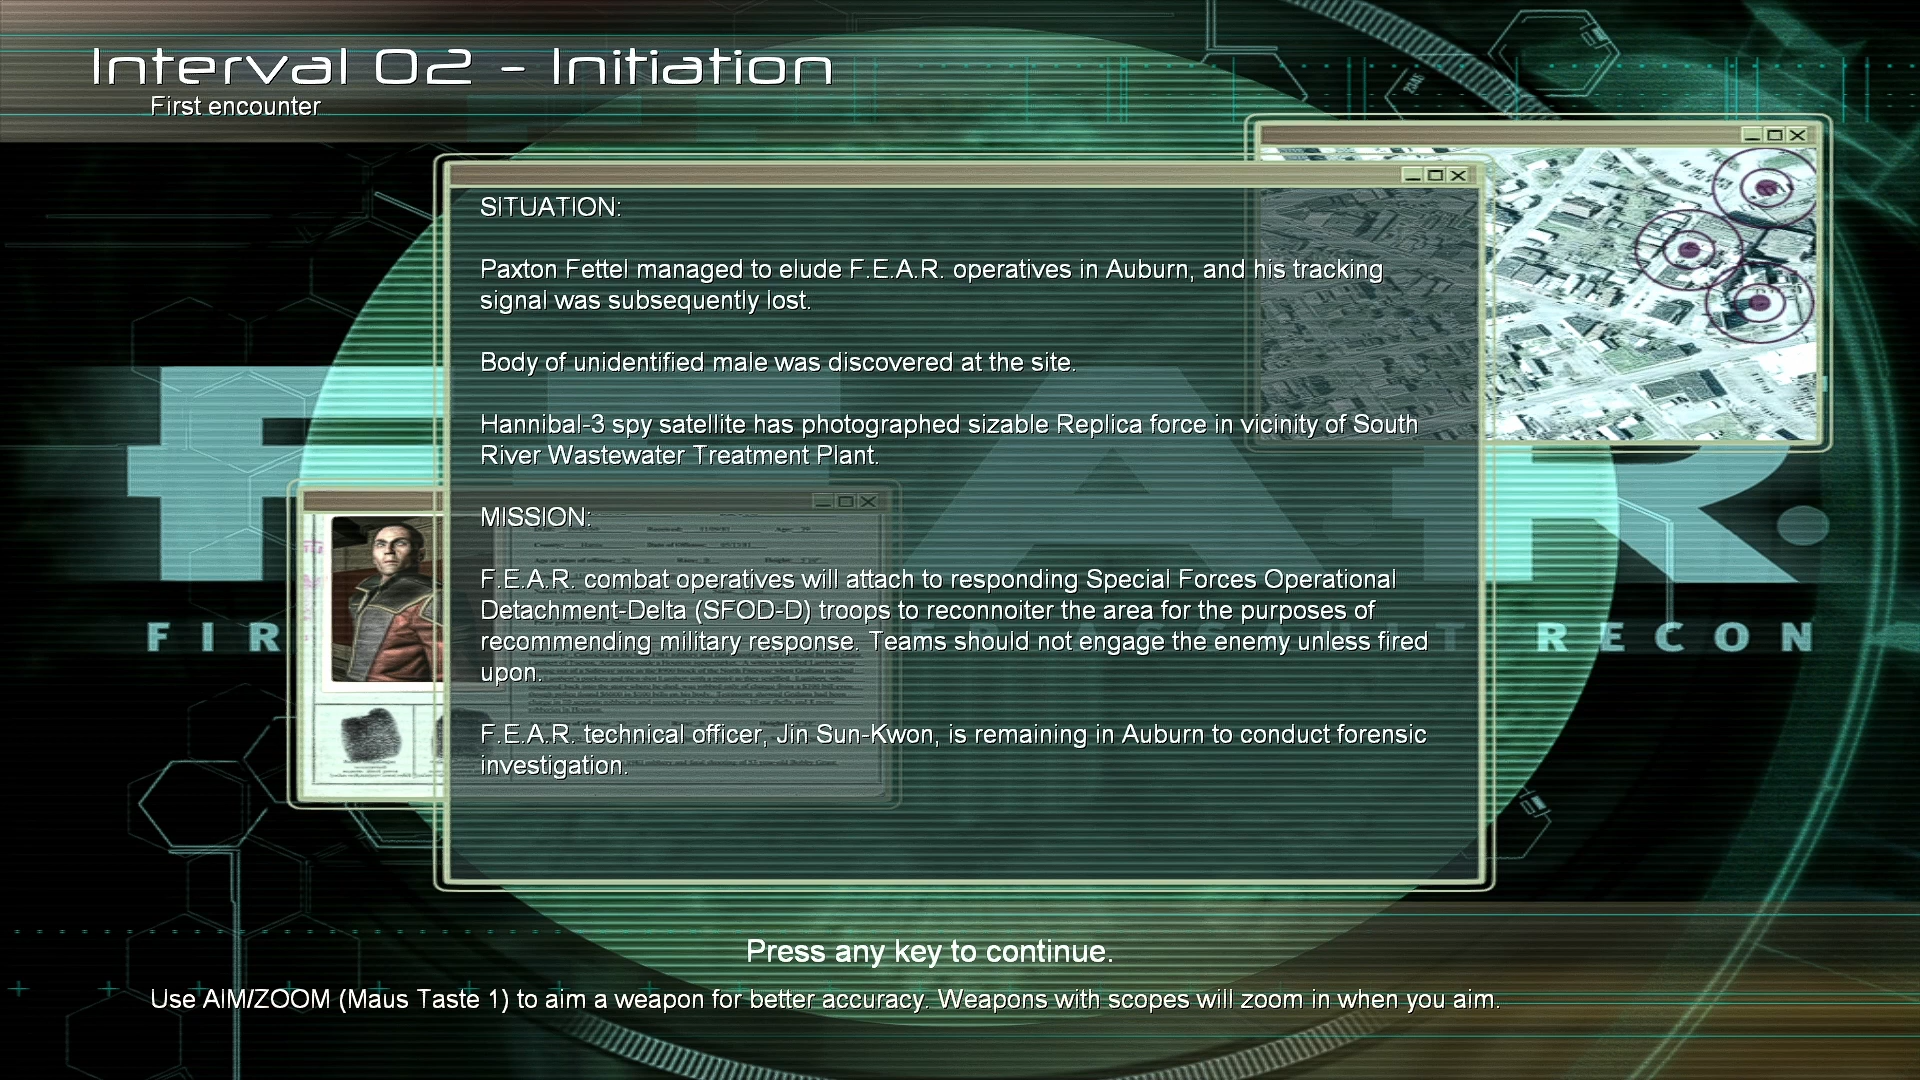 Interval 02 - Initiation
First encounter
SITUATION:
Paxton Fettel managed to elude F.E.A.R. operatives in Auburn, and his tracking
signal was subsequently lost.
Body of unidentified male was discovered at the site.
Hannibal-3 spy satellite has photographed sizable Replica force in vicinity of South
River Wastewater Treatment Plant.
MISSION:
F.E.A.R. combat operatives will attach to responding Special Forces Operational
Detachment-Delta (SFOD-D) troops to reconnoiter the area for the purposes of
recommending military response. Teams should not engage the enemy unless fired
upon.
F.E.A.R. technical officer, Jin Sun-Kwon, is remaining in Auburn to conduct forensic
investigation.
RECON
Press any key to continue.
Use AIM/ZOOM (Maus Taste 1) to aim a weapon for better accuracy. Weapons with scopes will zoom in when you aim.